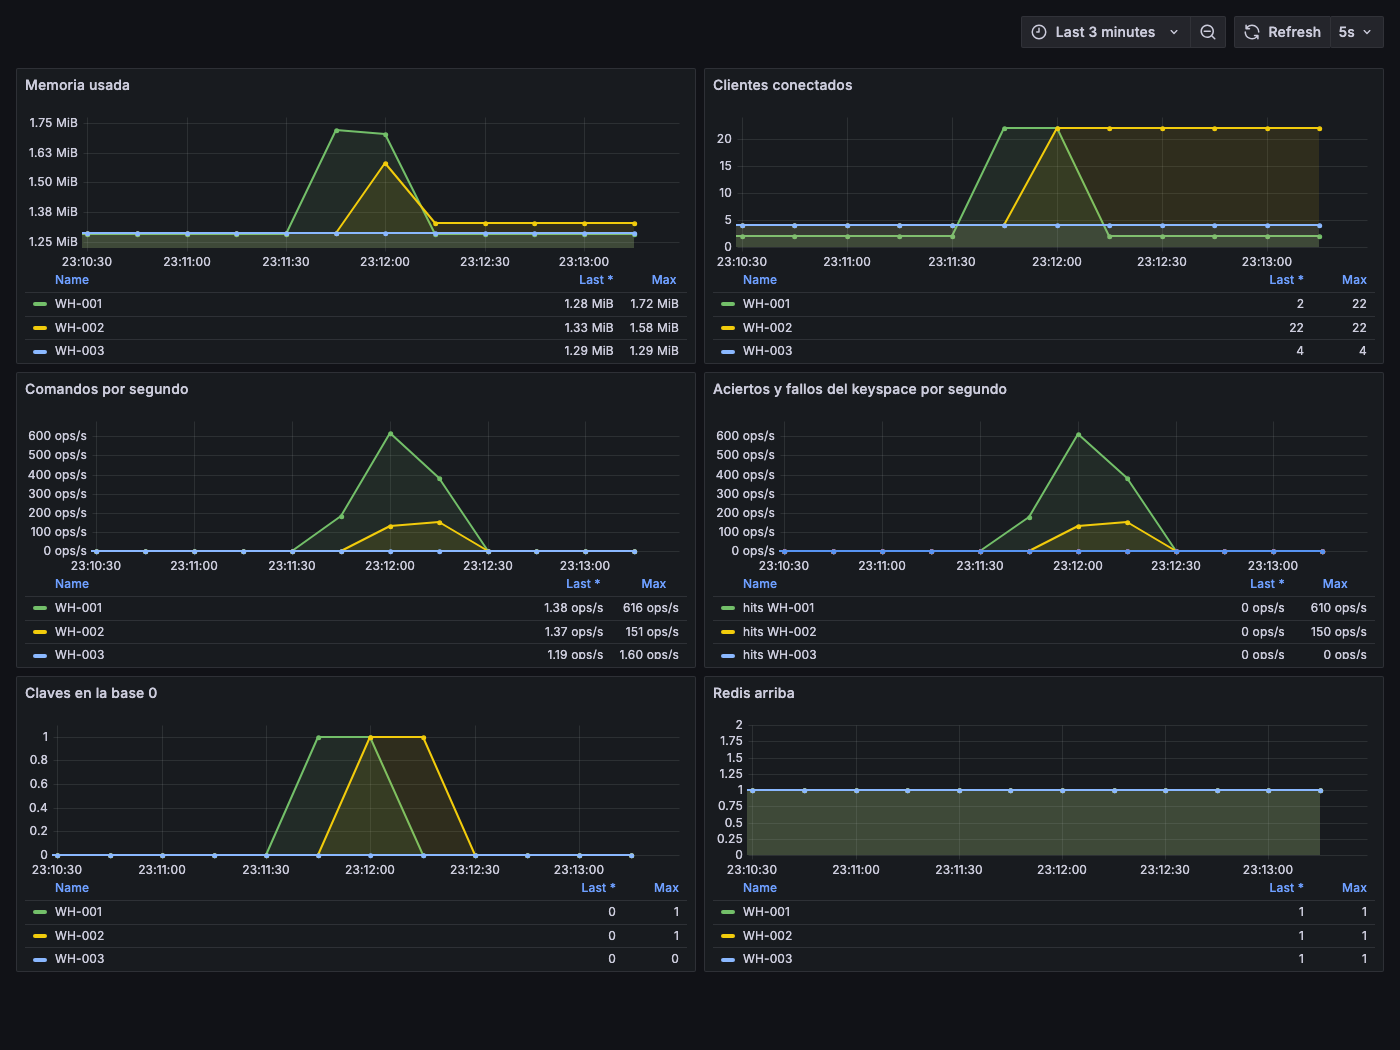 Last 3 minutes Refresh 5s
Memoria usada
1.75 MiB
1.63 MiB
1.50 MiB
1.38 MiB
1.25 MiB
23:10:30 23:11:00 23:11:30 23:12:00 23:12:30 23:13:00
Name Last * Max
WH-001 1.28 MiB 1.72 MiB
WH-002 1.33 MiB 1.58 MiB
WH-003 1.29 MiB 1.29 MiB
Clientes conectados
20
15
10
5
0
23:10:30 23:11:00 23:11:30 23:12:00 23:12:30 23:13:00
Name Last * Max
WH-001 2 22
WH-002 22 22
WH-003 4 4
Comandos por segundo
600 ops/s
500 ops/s
400 ops/s
300 ops/s
200 ops/s
100 ops/s
0 ops/s
23:10:30 23:11:00 23:11:30 23:12:00 23:12:30 23:13:00
Name Last * Max
WH-001 1.38 ops/s 616 ops/s
WH-002 1.37 ops/s 151 ops/s
WH-003 1.19 ops/s 1.60 ops/s
Aciertos y fallos del keyspace por segundo
600 ops/s
500 ops/s
400 ops/s
300 ops/s
200 ops/s
100 ops/s
0 ops/s
23:10:30 23:11:00 23:11:30 23:12:00 23:12:30 23:13:00
Name Last * Max
hits WH-001 0 ops/s 610 ops/s
hits WH-002 0 ops/s 150 ops/s
hits WH-003 0 ops/s 0 ops/s
Claves en la base 0
1
0.8
0.6
0.4
0.2
0
23:10:30 23:11:00 23:11:30 23:12:00 23:12:30 23:13:00
Name Last * Max
WH-001 0 1
WH-002 0 1
WH-003 0 0
Redis arriba
2
1.75
1.5
1.25
1
0.75
0.5
0.25
0
23:10:30 23:11:00 23:11:30 23:12:00 23:12:30 23:13:00
Name Last * Max
WH-001 1 1
WH-002 1 1
WH-003 1 1